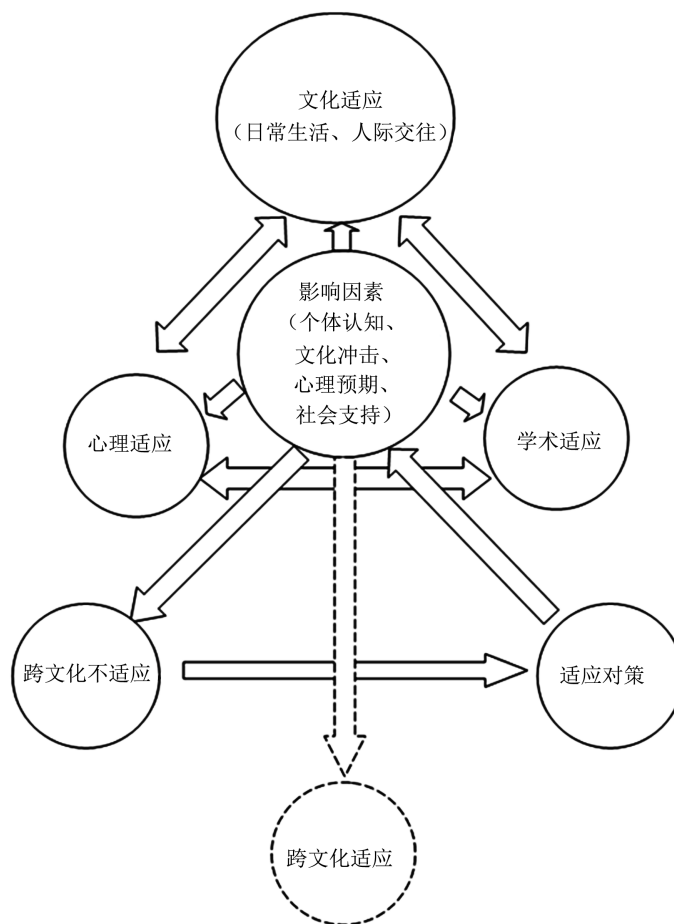 文化适应
（日常生活、人际交往）
影响因素
（个体认知、
文化冲击、
心理预期、
社会支持）
心理适应
学术适应
跨文化不适应
适应对策
跨文化适应